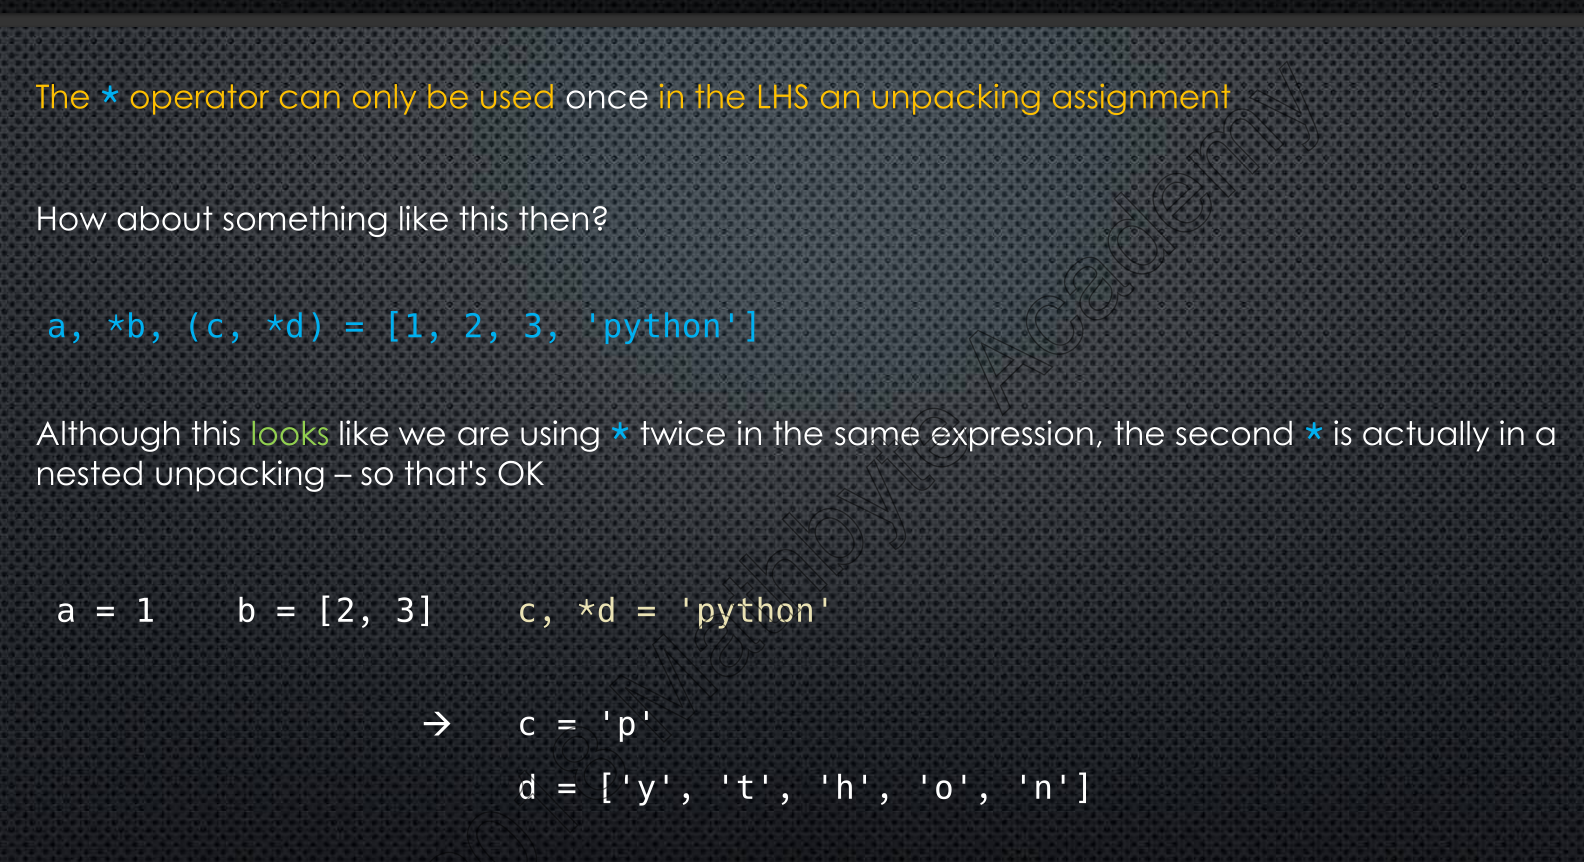 The * operator can only be used once in the LHS an unpacking assignment
How about something like this then?
a, *b, (c, *d) = [1, 2, 3, 'python']
Although this looks like we are using * twice in the same expression, the second * is actually in a
nested unpacking – so that's OK
a = 1    b = [2, 3]    c, *d = 'python'
→ c = 'p'
d = ['y', 't', 'h', 'o', 'n']
Mathbyte Academy